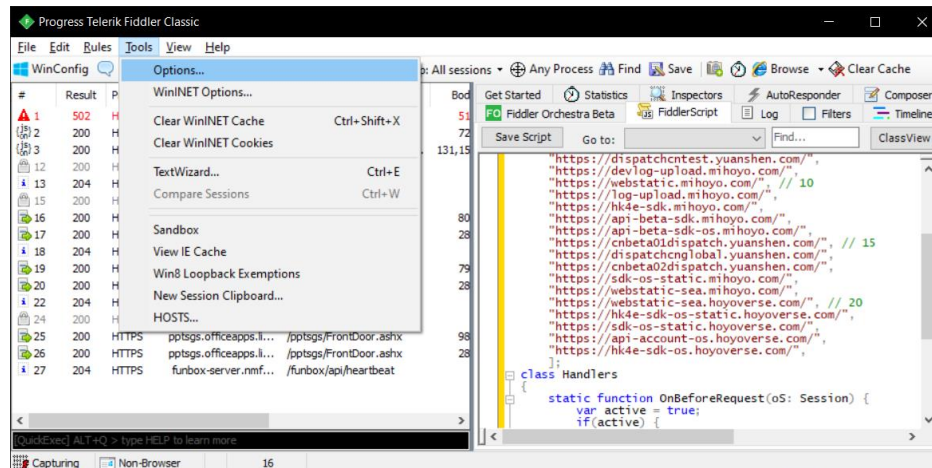 Progress Telerik Fiddler Classic
File Edit Rules Tools View Help
WinConfig
: All sessions Any Process Find Save Browse Clear Cache
Options...
WinINET Options...
Clear WinINET Cache Ctrl+Shift+X
Clear WinINET Cookies
TextWizard... Ctrl+E
Compare Sessions Ctrl+W
Sandbox
View IE Cache
Win8 Loopback Exemptions
New Session Clipboard...
HOSTS...
# Result P Bod
1 502 H 51
2 200 H 72
3 200 H 131,15
12 200 H
13 204 H
15 200 H
16 200 H 80
17 200 H 28
18 204 H
19 200 H 79
20 200 H 28
22 204 H
24 200 H
25 200 HTTPS pptsgs.officeapps.li... /pptsgs/FrontDoor.ashx 98
26 200 HTTPS pptsgs.officeapps.li... /pptsgs/FrontDoor.ashx 28
27 204 HTTPS funbox-server.nmf... /funbox/api/heartbeat
[QuickExec] ALT+Q > type HELP to learn more
Capturing Non-Browser 16
Get Started Statistics Inspectors AutoResponder Composer
FO Fiddler Orchestra Beta FiddlerScript Log Filters Timeline
Save Script Go to: Find... ClassView
"https://dispatchcntest.yuanshen.com/",
"https://devlog-upload.mihoyo.com/",
"https://webstatic.mihoyo.com/", // 10
"https://log-upload.mihoyo.com/",
"https://hk4e-sdk.mihoyo.com/",
"https://api-beta-sdk.mihoyo.com/",
"https://api-beta-sdk-os.mihoyo.com/",
"https://cnbeta01dispatch.yuanshen.com/", // 15
"https://dispatchcnglobal.yuanshen.com/",
"https://cnbeta02dispatch.yuanshen.com/",
"https://sdk-os-static.mihoyo.com/",
"https://webstatic-sea.mihoyo.com/",
"https://webstatic-sea.hoyoverse.com/", // 20
"https://hk4e-sdk-os-static.hoyoverse.com/",
"https://sdk-os-static.hoyoverse.com/",
"https://api-account-os.hoyoverse.com/",
"https://hk4e-sdk-os.hoyoverse.com/",
];
class Handlers
{
static function OnBeforeRequest(oS: Session) {
var active = true;
if(active) {